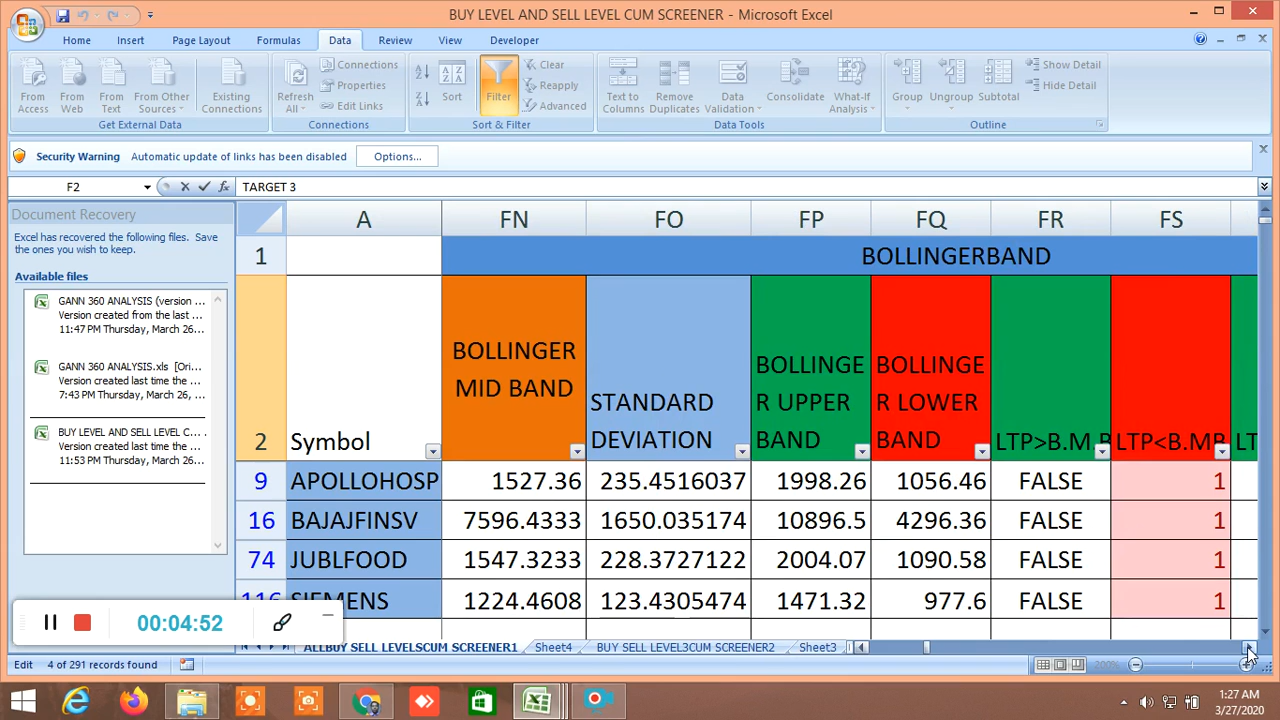 BUY LEVEL AND SELL LEVEL CUM SCREENER - Microsoft Excel
Home Insert Page Layout Formulas Data Review View Developer
From Access
From Web
From Text
From Other Sources
Existing Connections
Get External Data
Refresh All
Connections
Properties
Edit Links
Connections
Sort
Filter
Clear
Reapply
Advanced
Sort & Filter
Text to Columns
Remove Duplicates
Data Validation
Consolidate
What-If Analysis
Data Tools
Group
Ungroup
Subtotal
Show Detail
Hide Detail
Outline
Security Warning Automatic update of links has been disabled Options...
F2 fx TARGET 3
Document Recovery
Excel has recovered the following files. Save
the ones you wish to keep.
Available files
GANN 360 ANALYSIS (version ...
Version created from the last ...
11:47 PM Thursday, March 26...
GANN 360 ANALYSIS.xls [Ori...
Version created last time the ...
7:43 PM Thursday, March 26,...
BUY LEVEL AND SELL LEVEL C...
Version created last time the ...
11:53 PM Thursday, March 26...
A FN FO FP FQ FR FS
1 BOLLINGERBAND
2 Symbol
BOLLINGER
MID BAND
STANDARD
DEVIATION
BOLLINGE
R UPPER
BAND
BOLLINGE
R LOWER
BAND
LTP>B.M.B
LTP<B.MB
LT
9 APOLLOHOSP 1527.36 235.4516037 1998.26 1056.46 FALSE 1
16 BAJAJFINSV 7596.4333 1650.035174 10896.5 4296.36 FALSE 1
74 JUBLFOOD 1547.3233 228.3727122 2004.07 1090.58 FALSE 1
116 SIEMENS 1224.4608 123.4305474 1471.32 977.6 FALSE 1
00:04:52
ALLBUY SELL LEVELSCUM SCREENER1 Sheet4 BUY SELL LEVEL3CUM SCREENER2 Sheet3
Edit 4 of 291 records found 200%
1:27 AM
3/27/2020